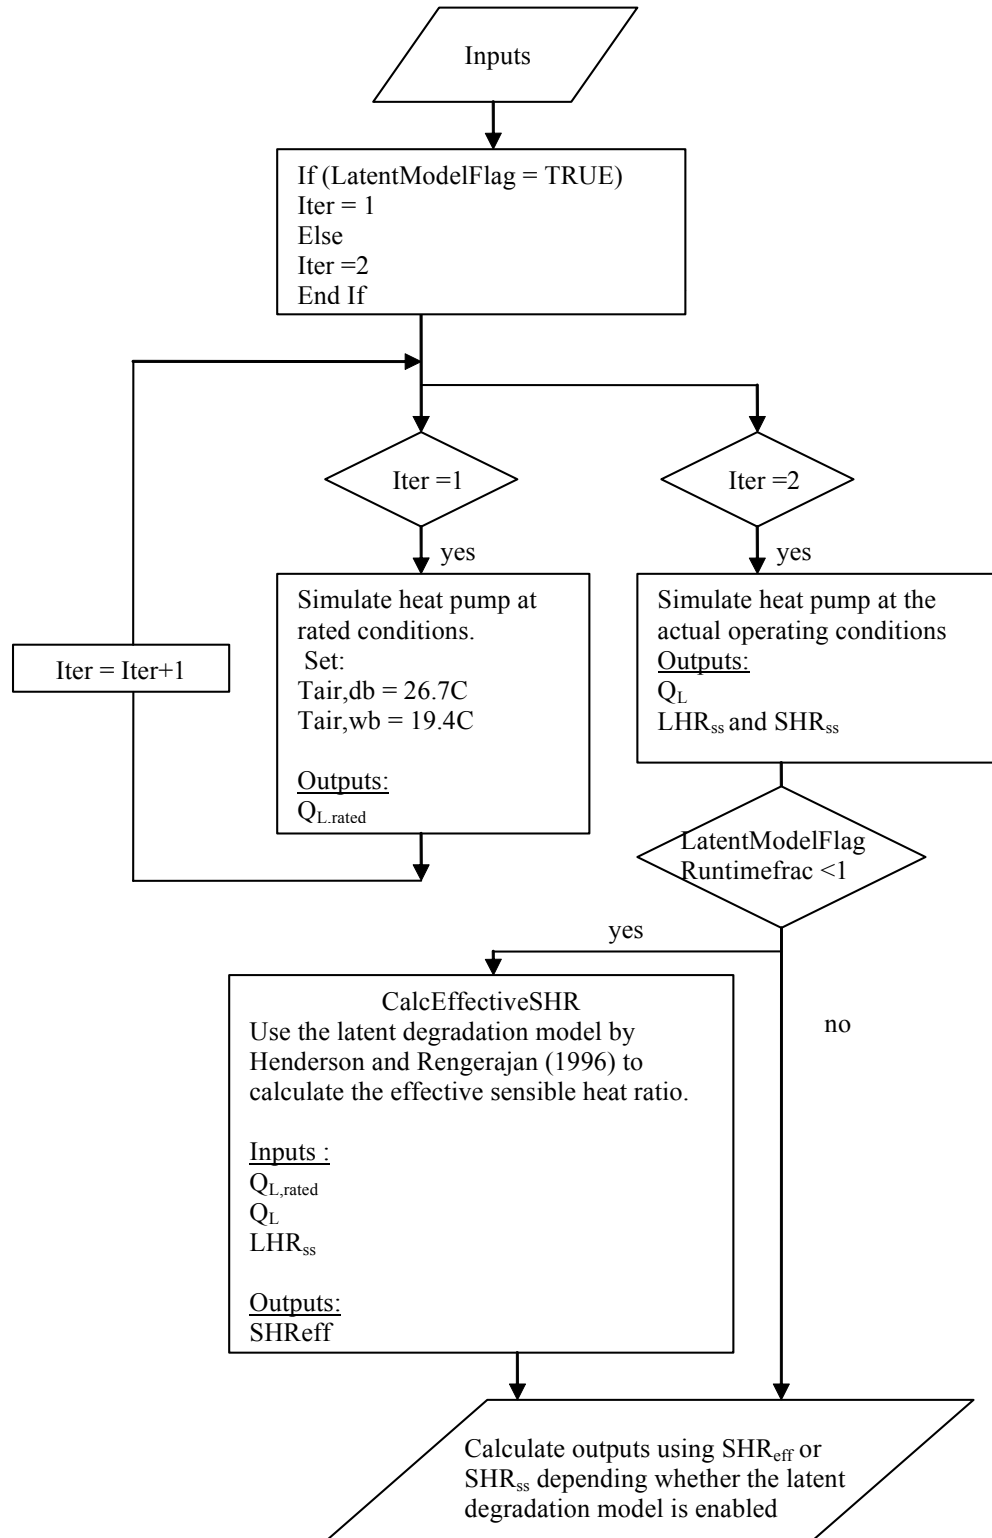 Inputs
If (LatentModelFlag = TRUE)
Iter = 1
Else
Iter =2
End If
Iter =1
Iter =2
yes
yes
Simulate heat pump at
rated conditions.
Set:
Tair,db = 26.7C
Tair,wb = 19.4C
Outputs:
QL.rated
Simulate heat pump at the
actual operating conditions
Outputs:
QL
LHRss and SHRss
Iter = Iter+1
LatentModelFlag
Runtimefrac <1
yes
no
CalcEffectiveSHR
Use the latent degradation model by
Henderson and Rengerajan (1996) to
calculate the effective sensible heat ratio.
Inputs :
QL,rated
QL
LHRss
Outputs:
SHReff
Calculate outputs using SHReff or
SHRss depending whether the latent
degradation model is enabled